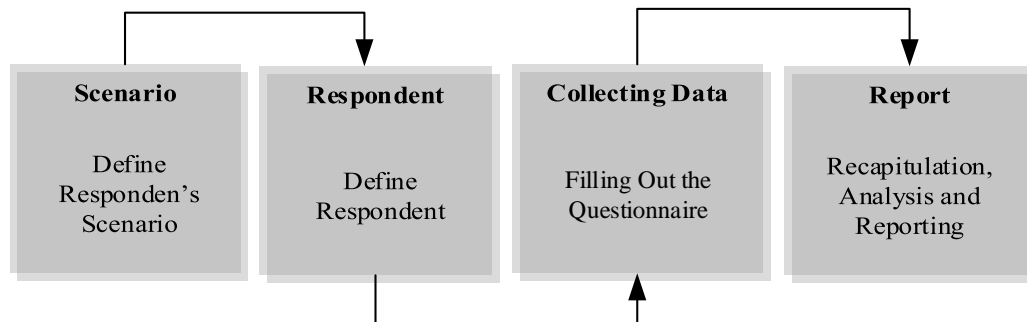 Scenario
Define
Responden’s
Scenario
Respondent
Define
Respondent
Collecting Data
Filling Out the
Questionnaire
Report
Recapitulation,
Analysis and
Reporting